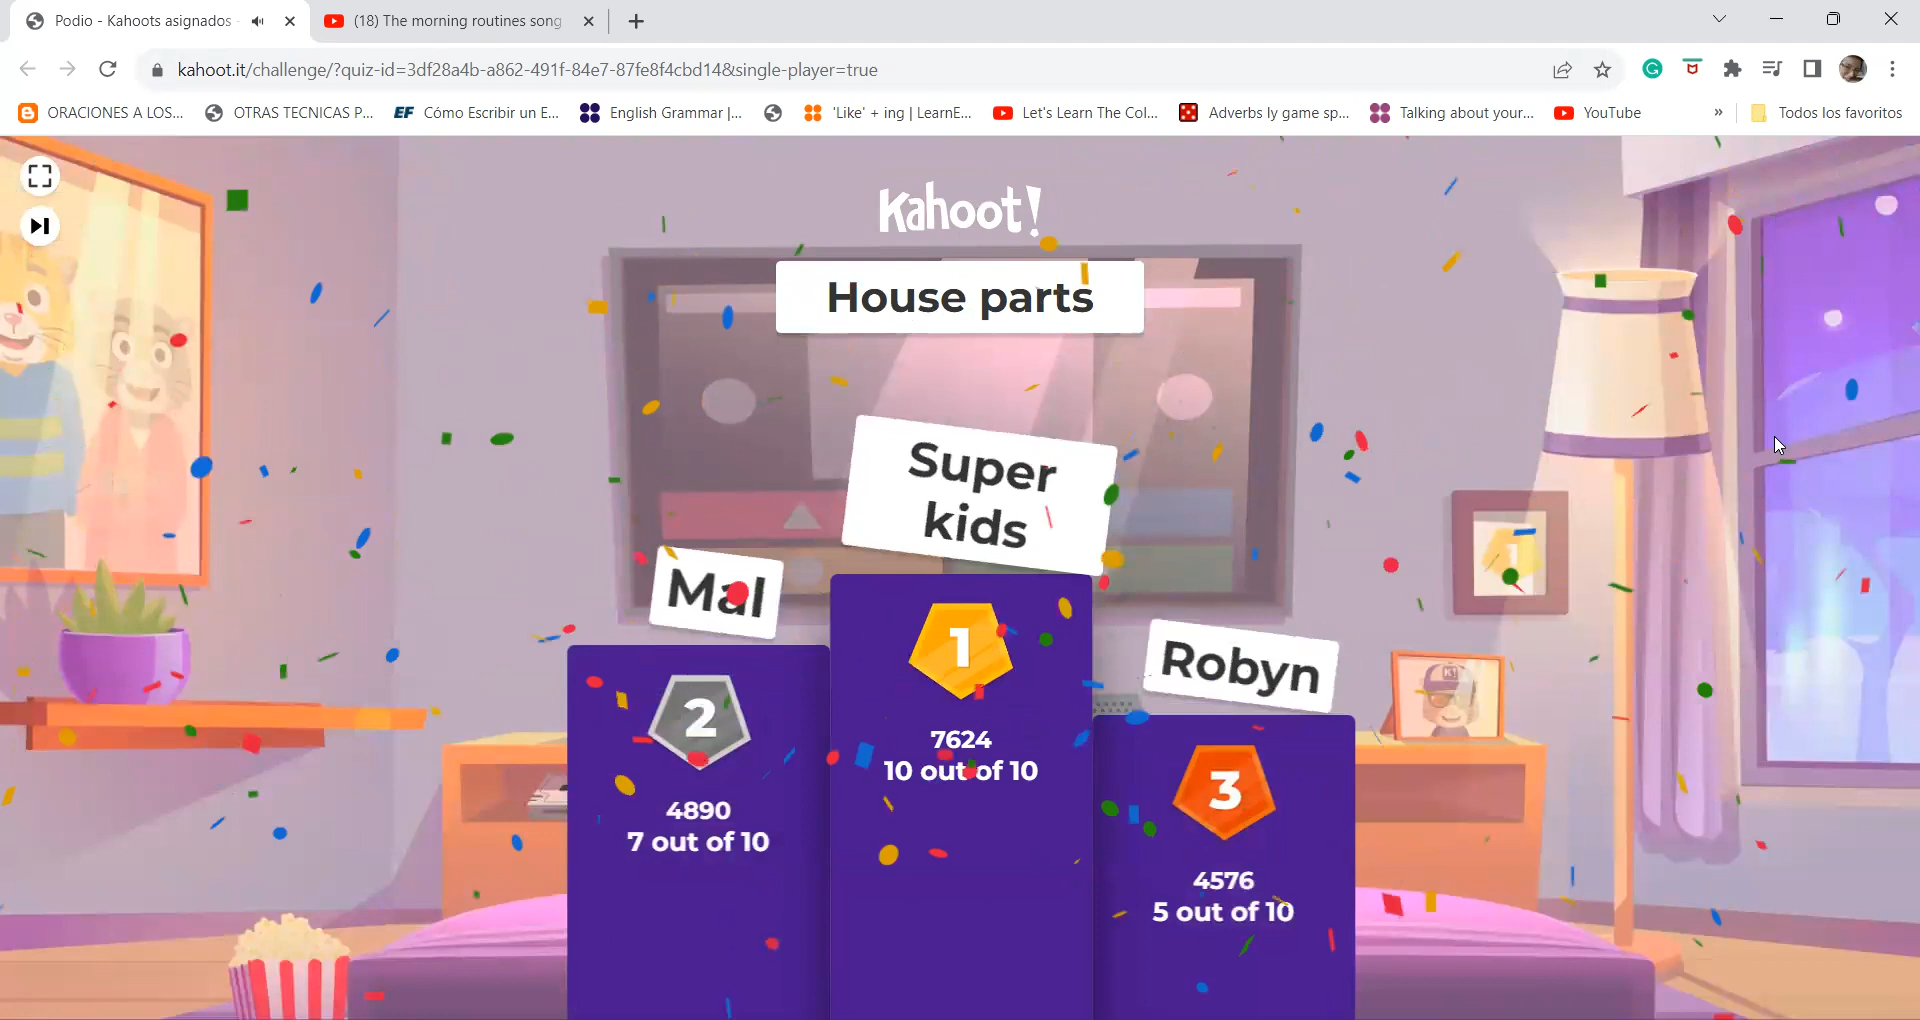 Podio - Kahoots asignados -
(18) The morning routines song
kahoot.it/challenge/?quiz-id=3df28a4b-a862-491f-84e7-87fe8f4cbd14&single-player=true
ORACIONES A LOS...
OTRAS TECNICAS P...
EF Cómo Escribir un E...
English Grammar |...
'Like' + ing | LearnE...
Let's Learn The Col...
Adverbs ly game sp...
Talking about your...
YouTube
»
Todos los favoritos
Kahoot!
House parts
Super
kids
Mal
Robyn
1
7624
10 out of 10
2
4890
7 out of 10
3
4576
5 out of 10
K!
1